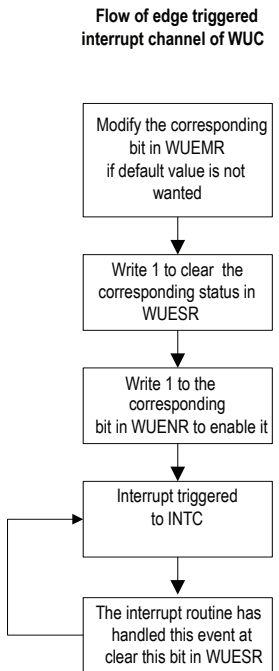 Flow of edge triggered
interrupt channel of WUC
Modify the corresponding
bit in WUEMR
if default value is not
wanted
Write 1 to clear the
corresponding status in
WUESR
Write 1 to the
corresponding
bit in WUENR to enable it
Interrupt triggered
to INTC
The interrupt routine has
handled this event at
clear this bit in WUESR